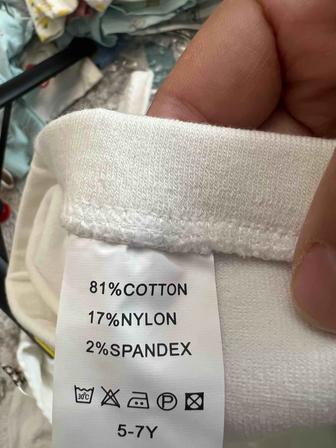 81%COTTON
17%NYLON
2%SPANDEX
30℃ P
5-7Y